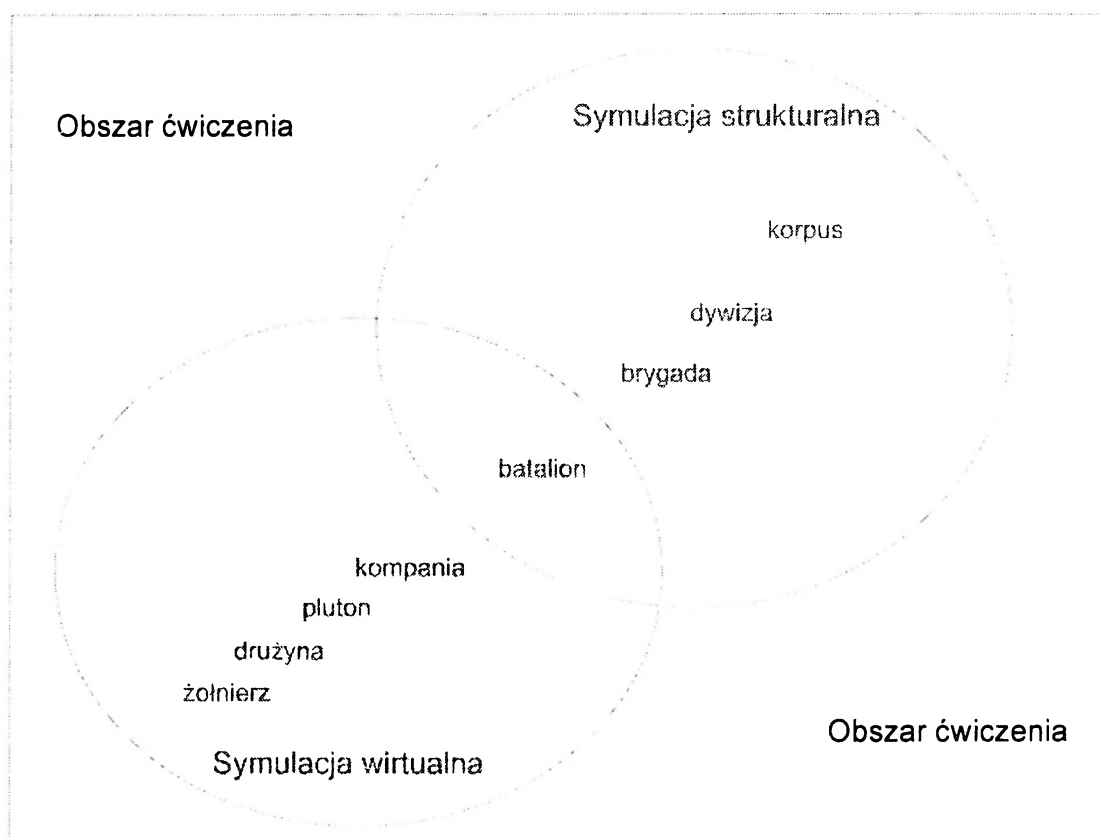 Obszar ćwiczenia
Symulacja strukturalna
korpus
dywizja
brygada
batalion
kompania
pluton
drużyna
żołnierz
Symulacja wirtualna
Obszar ćwiczenia